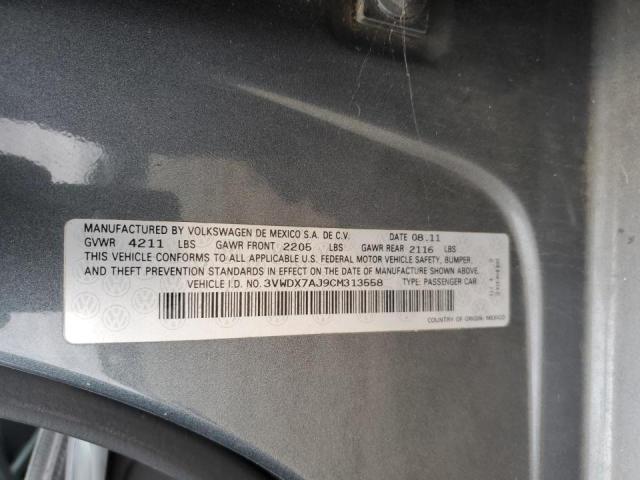 MANUFACTURED BY VOLKSWAGEN DE MEXICO S.A. DE C.V. DATE 08.11
GVWR 4211 LBS GAWR FRONT 2205 LBS GAWR REAR 2116 LBS
THIS VEHICLE CONFORMS TO ALL APPLICABLE U.S. FEDERAL MOTOR VEHICLE SAFETY, BUMPER,
AND THEFT PREVENTION STANDARDS IN EFFECT ON THE DATE OF MANUFACTURE SHOWN ABOVE.
VEHICLE I.D. NO. 3VWDX7AJ9CM313558 TYPE: PASSENGER CAR
COUNTRY OF ORIGIN: MEXICO